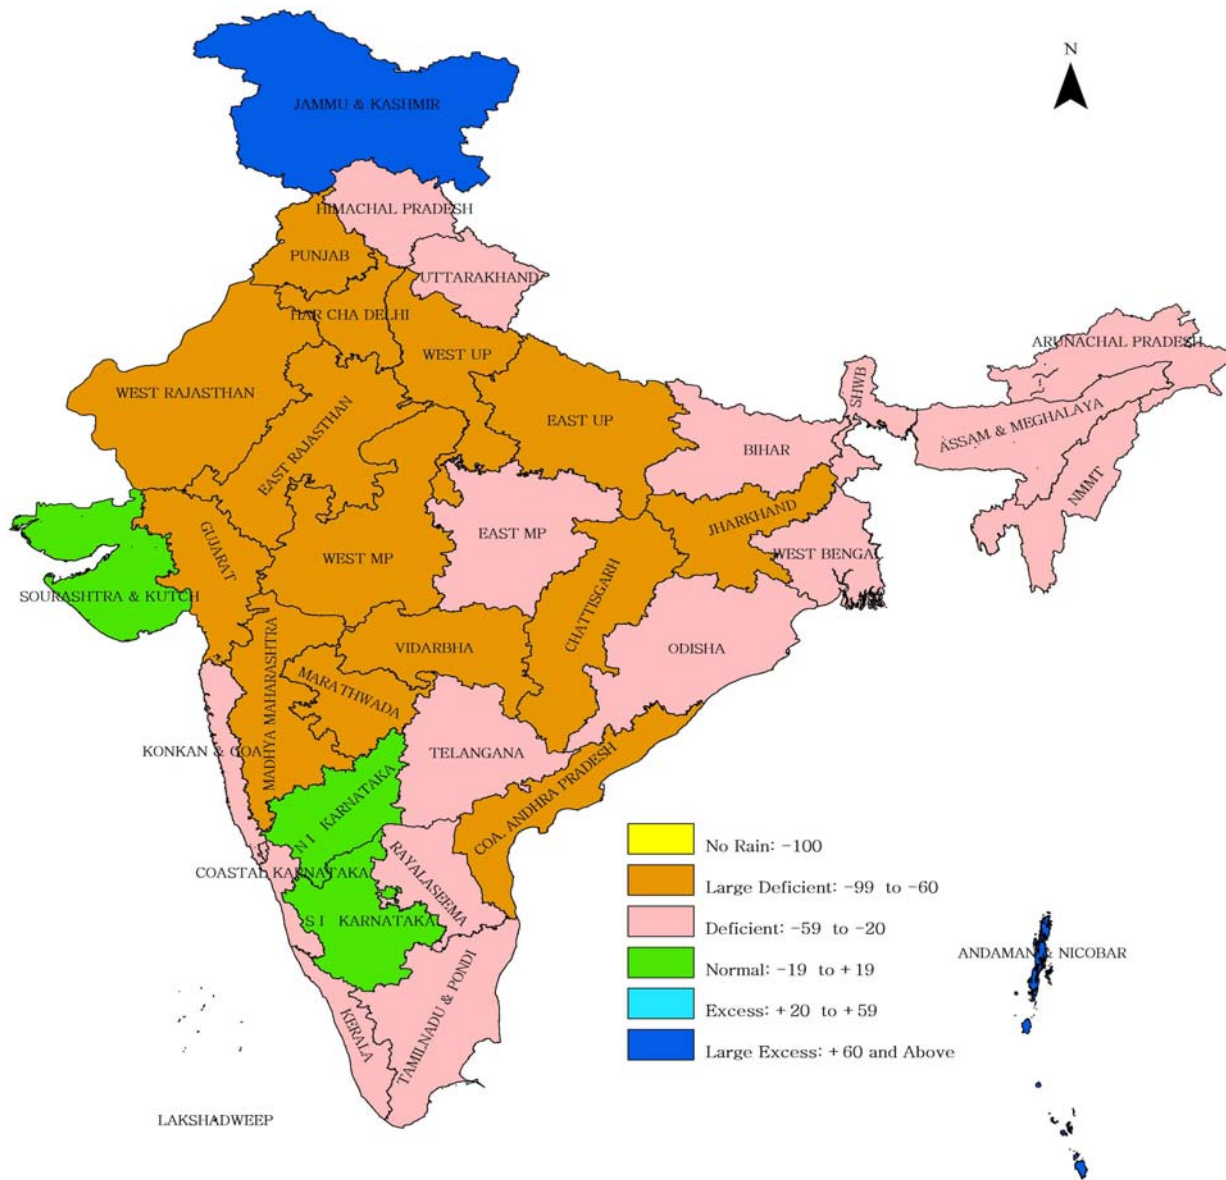 N
JAMMU & KASHMIR
HIMACHAL PRADESH
PUNJAB
UTTARAKHAND
HAR CHA DELHI
WEST UP
ARUNACHAL PRADESH
WEST RAJASTHAN
SHWB
EAST RAJASTHAN
EAST UP
ASSAM & MEGHALAYA
BIHAR
NMMT
JHARKHAND
GUJARAT
WEST MP
EAST MP
WEST BENGAL
SOURASHTRA & KUTCH
CHATTISGARH
VIDARBHA
ODISHA
MADHYA MAHARASHTRA
MARATHWADA
KONKAN & GOA
TELANGANA
COA. ANDHRA PRADESH
N I KARNATAKA
COASTAL KARNATAKA
RAYALASEEMA
S I KARNATAKA
No Rain: -100
Large Deficient: -99 to -60
Deficient: -59 to -20
Normal: -19 to +19
Excess: +20 to +59
Large Excess: +60 and Above
ANDAMAN & NICOBAR
KERALA
TAMILNADU & PONDI
LAKSHADWEEP